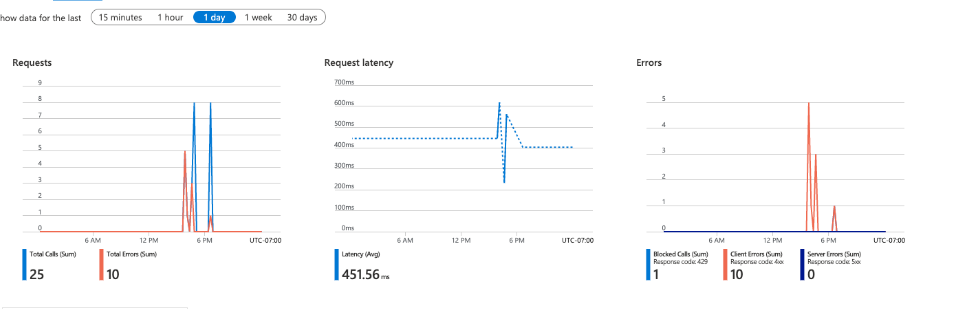 how data for the last 15 minutes 1 hour 1 day 1 week 30 days
Requests
9
8
7
6
5
4
3
2
1
0
6 AM 12 PM 6 PM UTC-07:00
Total Calls (Sum)
25
Total Errors (Sum)
10
Request latency
700ms
600ms
500ms
400ms
300ms
200ms
100ms
0ms
6 AM 12 PM 6 PM UTC-07:00
Latency (Avg)
451.56 ms
Errors
5
4
3
2
1
0
6 AM 12 PM 6 PM UTC-07:00
Blocked Calls (Sum)
Response code: 429
1
Client Errors (Sum)
Response code: 4xx
10
Server Errors (Sum)
Response code: 5xx
0